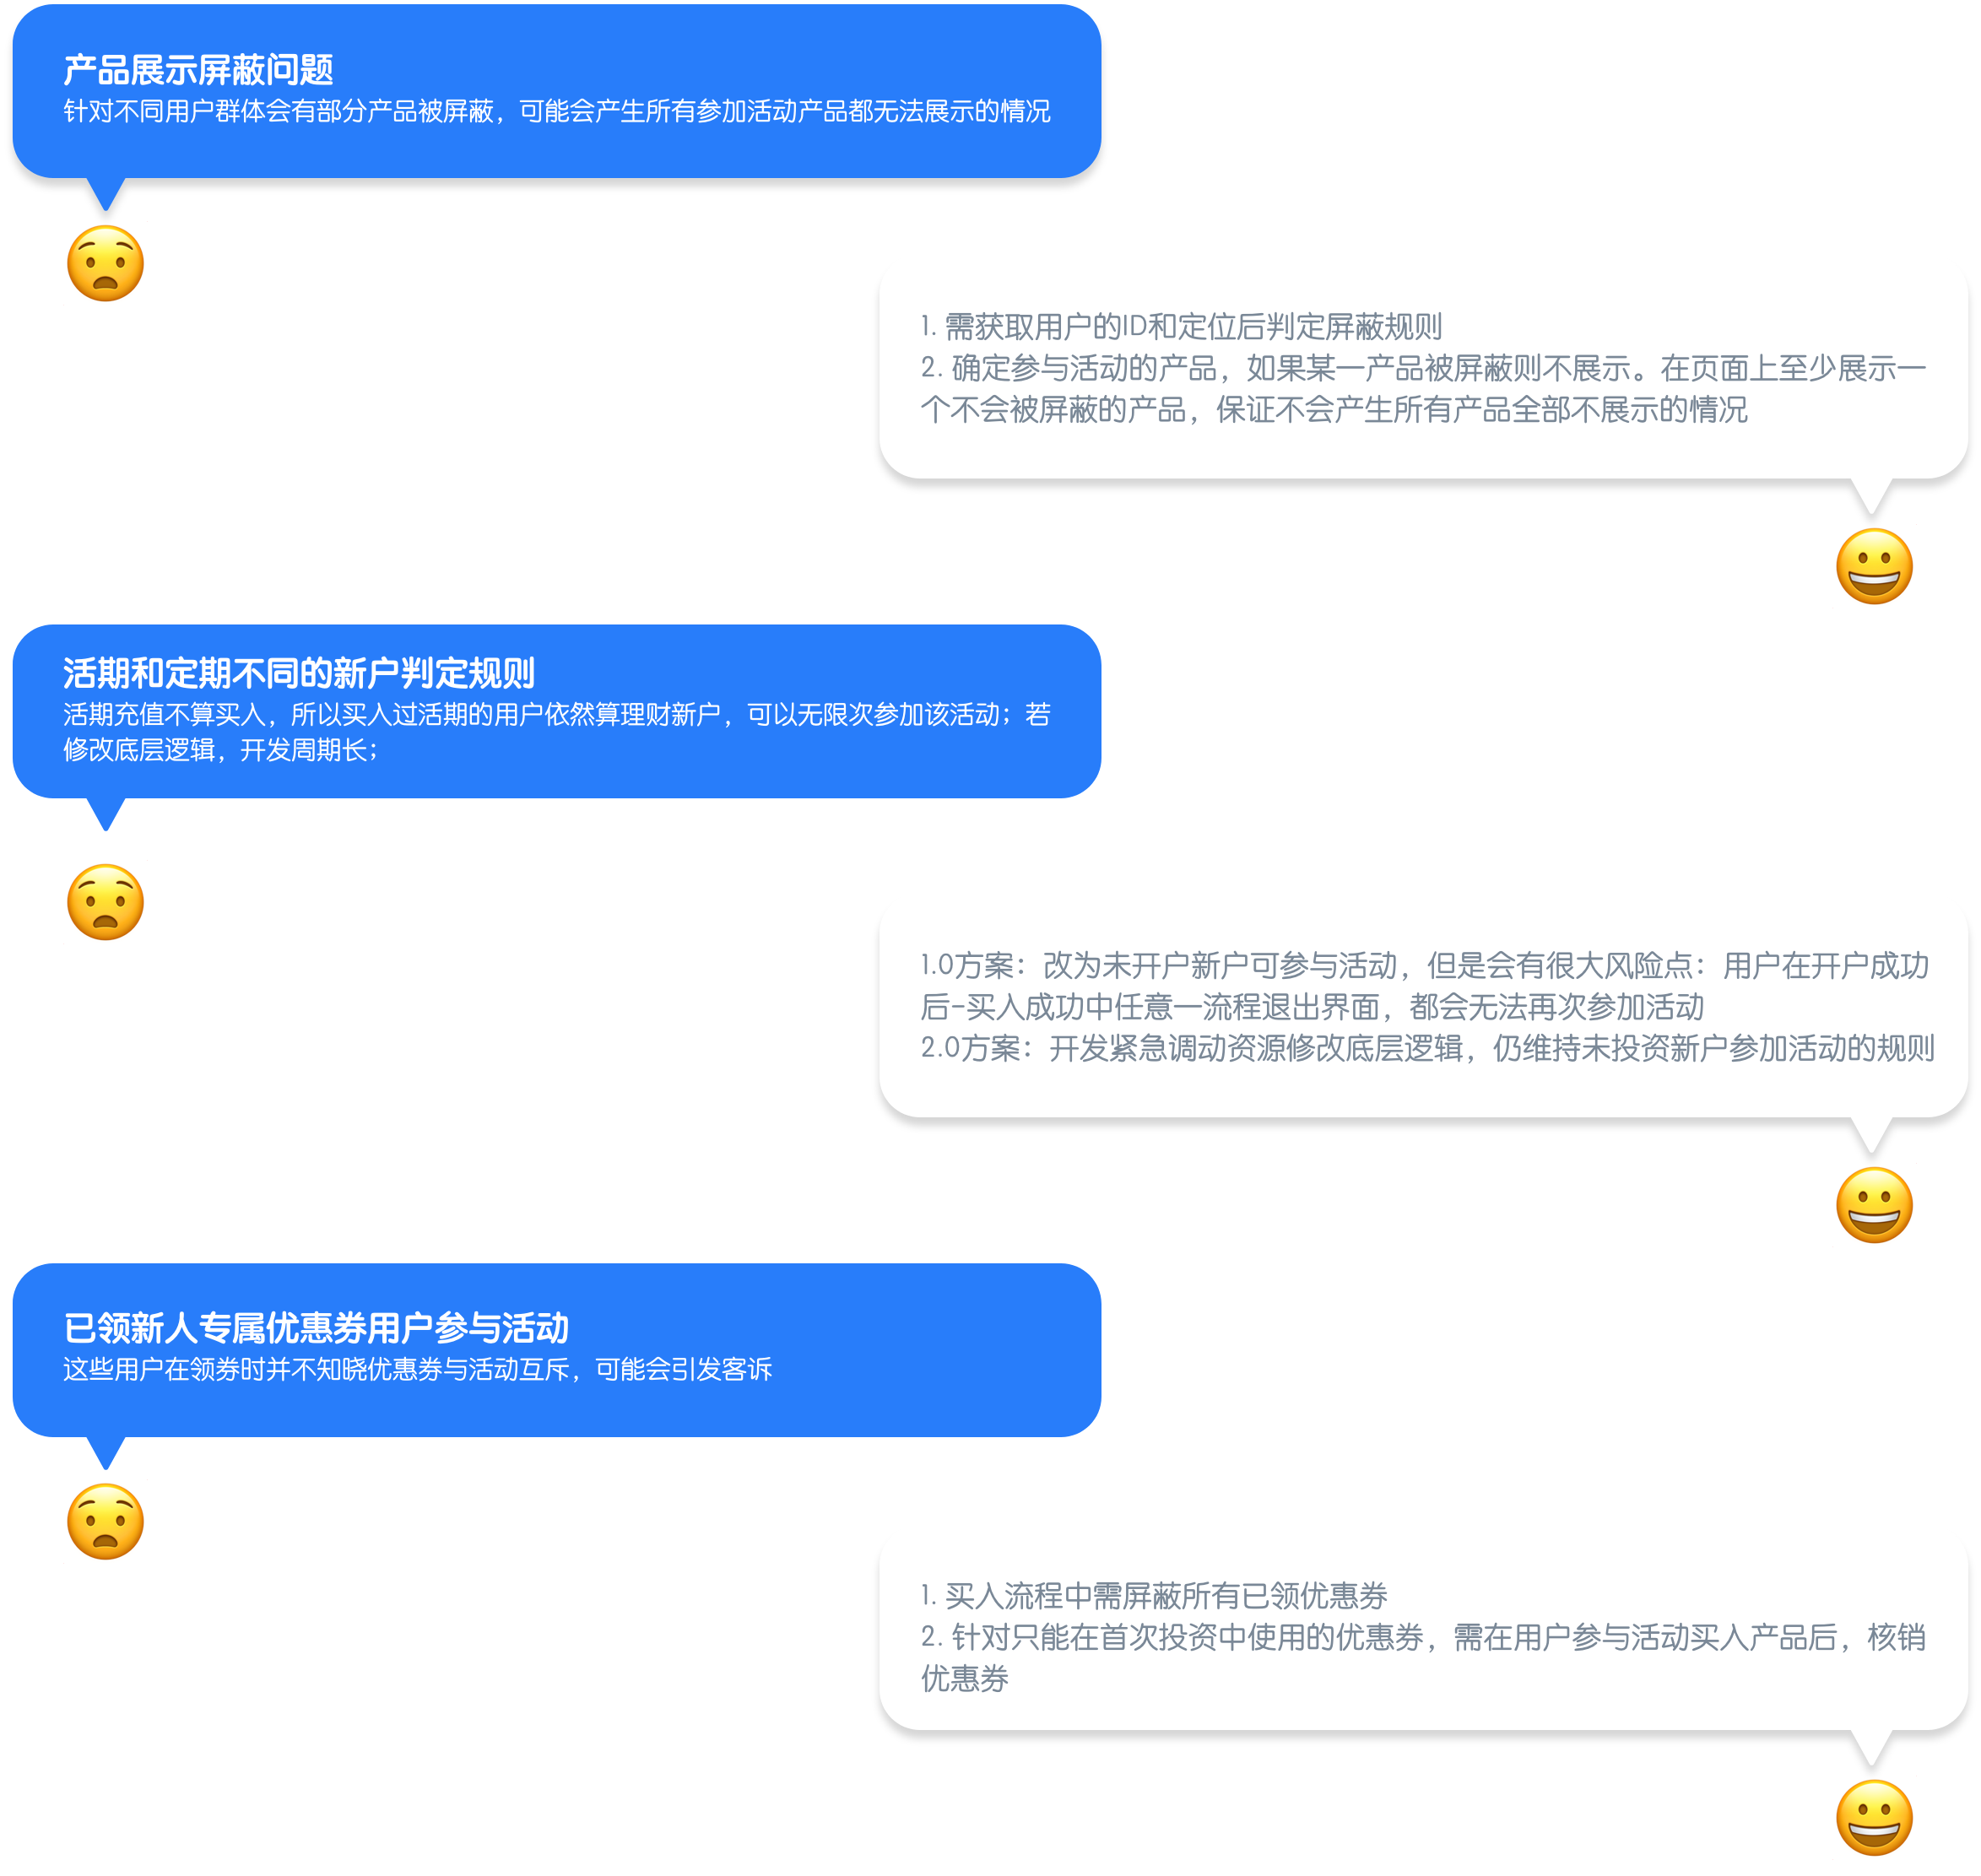 产品展示屏蔽问题
针对不同用户群体会有部分产品被屏蔽，可能会产生所有参加活动产品都无法展示的情况
1. 需获取用户的ID和定位后判定屏蔽规则
2. 确定参与活动的产品，如果某一产品被屏蔽则不展示。在页面上至少展示一
个不会被屏蔽的产品，保证不会产生所有产品全部不展示的情况
活期和定期不同的新户判定规则
活期充值不算买入，所以买入过活期的用户依然算理财新户，可以无限次参加该活动；若
修改底层逻辑，开发周期长；
1.0方案：改为未开户新户可参与活动，但是会有很大风险点：用户在开户成功
后-买入成功中任意一流程退出界面，都会无法再次参加活动
2.0方案：开发紧急调动资源修改底层逻辑，仍维持未投资新户参加活动的规则
已领新人专属优惠券用户参与活动
这些用户在领券时并不知晓优惠券与活动互斥，可能会引发客诉
1. 买入流程中需屏蔽所有已领优惠券
2. 针对只能在首次投资中使用的优惠券，需在用户参与活动买入产品后，核销
优惠券